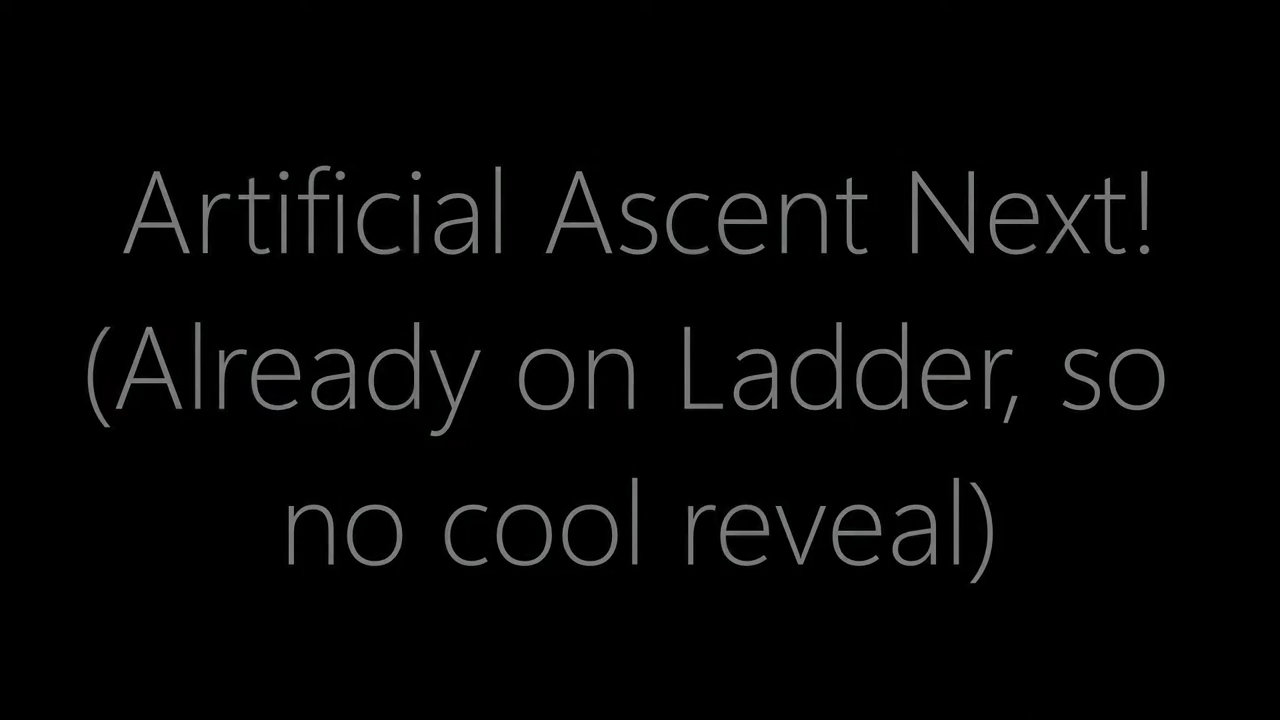 Artificial Ascent Next!
(Already on Ladder, so
no cool reveal)